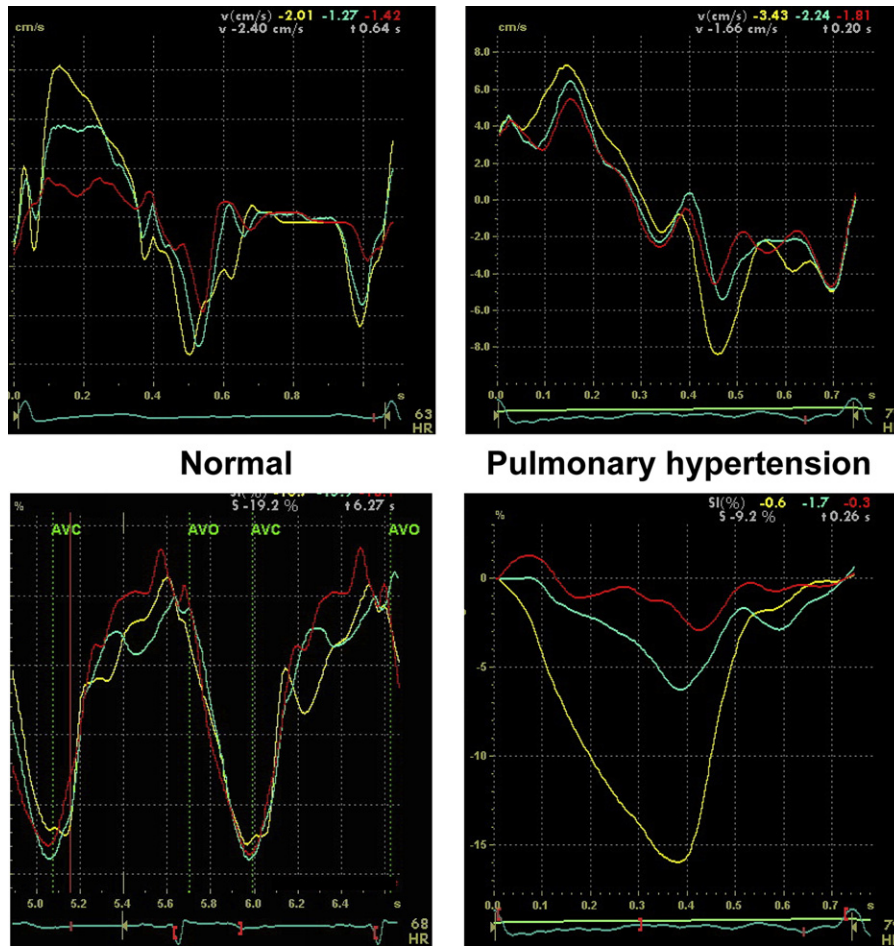 v(cm/s) -2.01 -1.27 -1.42
cm/s v -2.40 cm/s t 0.64 s
0.0 0.2 0.4 0.6 0.8 s
63
HR
v(cm/s) -3.43 -2.24 -1.81
cm/s v -1.66 cm/s t 0.20 s
8.0
6.0
4.0
2.0
0.0
-2.0
-4.0
-6.0
-8.0
0.0 0.1 0.2 0.3 0.4 0.5 0.6 0.7 s
HR
Normal
Pulmonary hypertension
% S -19.2 % t 6.27 s
AVC AVO AVC AVO
5.0 5.2 5.4 5.6 5.8 6.0 6.2 6.4 s
68
HR
SI(%) -0.6 -1.7 -0.3
% S -9.2 % t 0.26 s
0
-5
-10
-15
0.0 0.1 0.2 0.3 0.4 0.5 0.6 0.7 s
HR